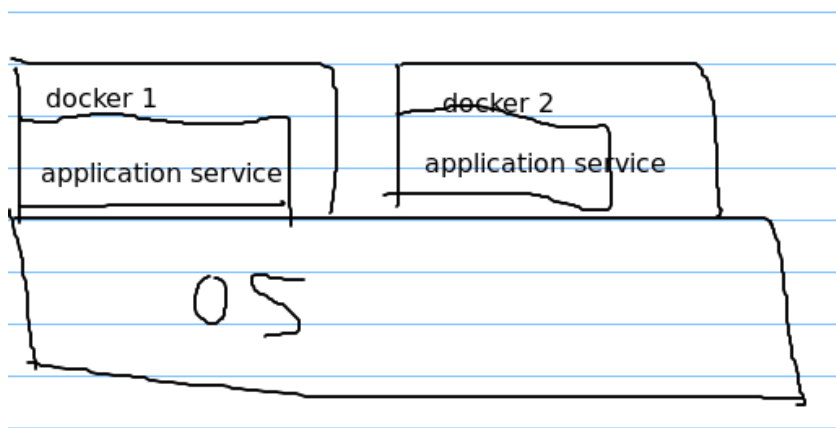 docker 1
docker 2
application service
application service
OS